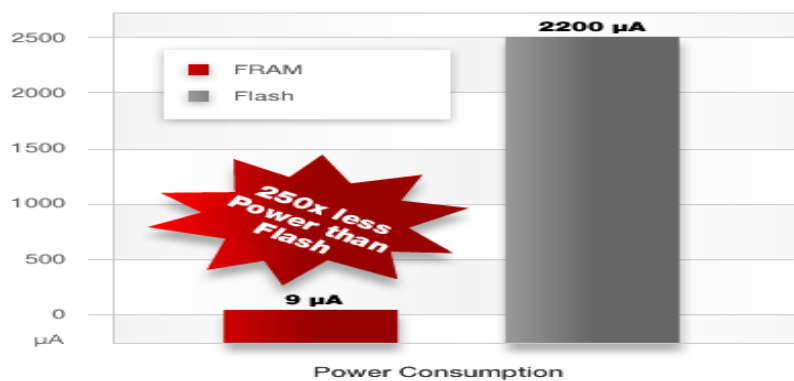 2200 µA
2500
2000
1500
1000
500
0
µA
FRAM
Flash
250x less
Power than
Flash
9 µA
Power Consumption